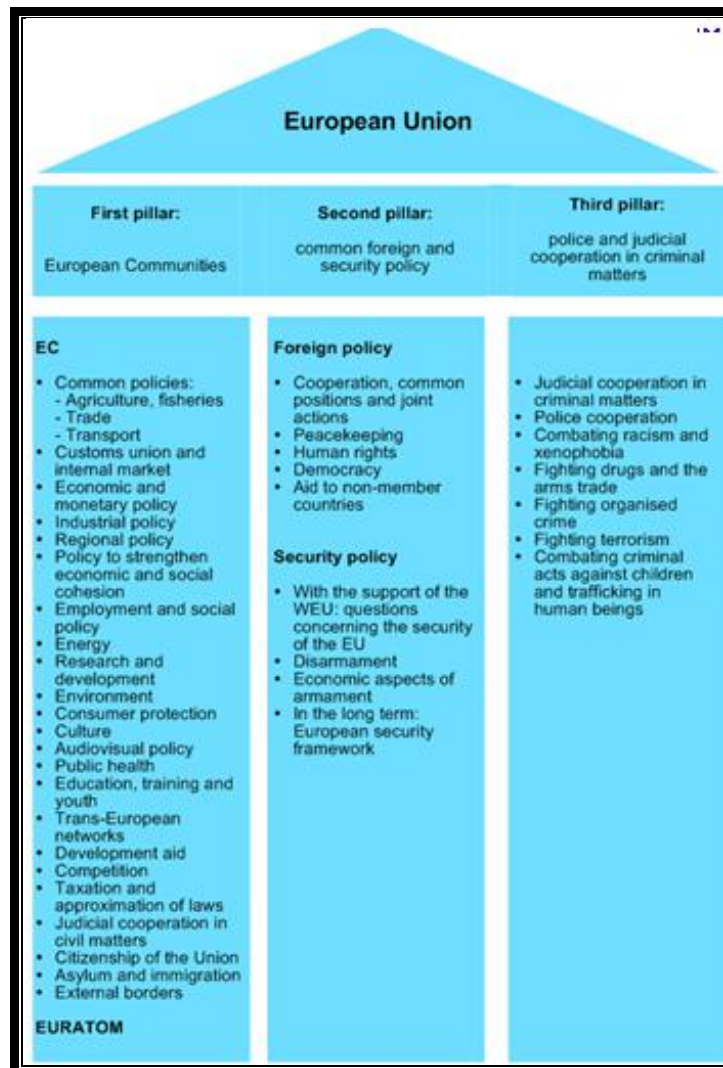 European Union
First pillar:
European Communities
Second pillar:
common foreign and
security policy
Third pillar:
police and judicial
cooperation in criminal
matters
EC
• Common policies:
- Agriculture, fisheries
- Trade
- Transport
• Customs union and
internal market
• Economic and
monetary policy
• Industrial policy
• Regional policy
• Policy to strengthen
economic and social
cohesion
• Employment and social
policy
• Energy
• Research and
development
• Environment
• Consumer protection
• Culture
• Audiovisual policy
• Public health
• Education, training and
youth
• Trans-European
networks
• Development aid
• Competition
• Taxation and
approximation of laws
• Judicial cooperation in
civil matters
• Citizenship of the Union
• Asylum and immigration
• External borders
EURATOM
Foreign policy
• Cooperation, common
positions and joint
actions
• Peacekeeping
• Human rights
• Democracy
• Aid to non-member
countries
Security policy
• With the support of the
WEU: questions
concerning the security
of the EU
• Disarmament
• Economic aspects of
armament
• In the long term:
European security
framework
• Judicial cooperation in
criminal matters
• Police cooperation
• Combating racism and
xenophobia
• Fighting drugs and the
arms trade
• Fighting organised
crime
• Fighting terrorism
• Combating criminal
acts against children
and trafficking in
human beings